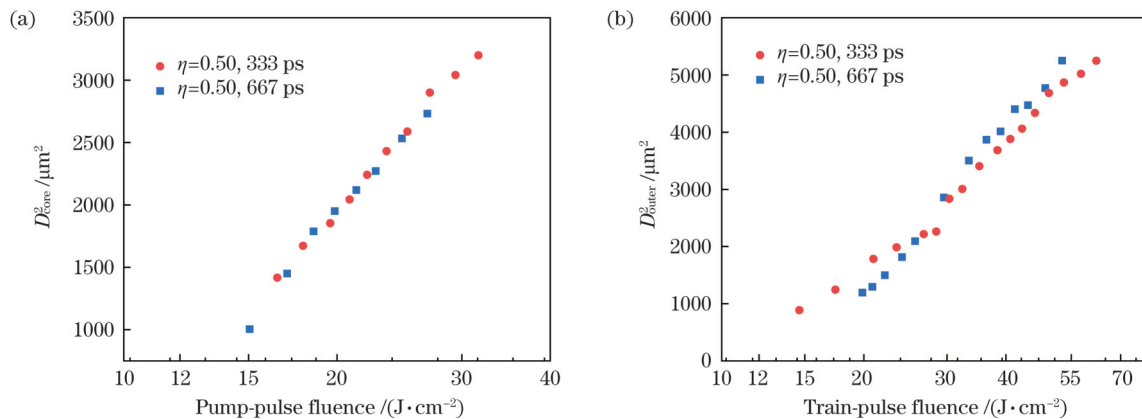 (a)
3500
3000
2500
2000
1500
1000
D²core /μm²
η=0.50, 333 ps
η=0.50, 667 ps
10 12 15 20 30 40
Pump-pulse fluence /(J·cm⁻²)
(b)
6000
5000
4000
3000
2000
1000
0
D²outer /μm²
η=0.50, 333 ps
η=0.50, 667 ps
10 12 15 20 30 40 55 70
Train-pulse fluence /(J·cm⁻²)